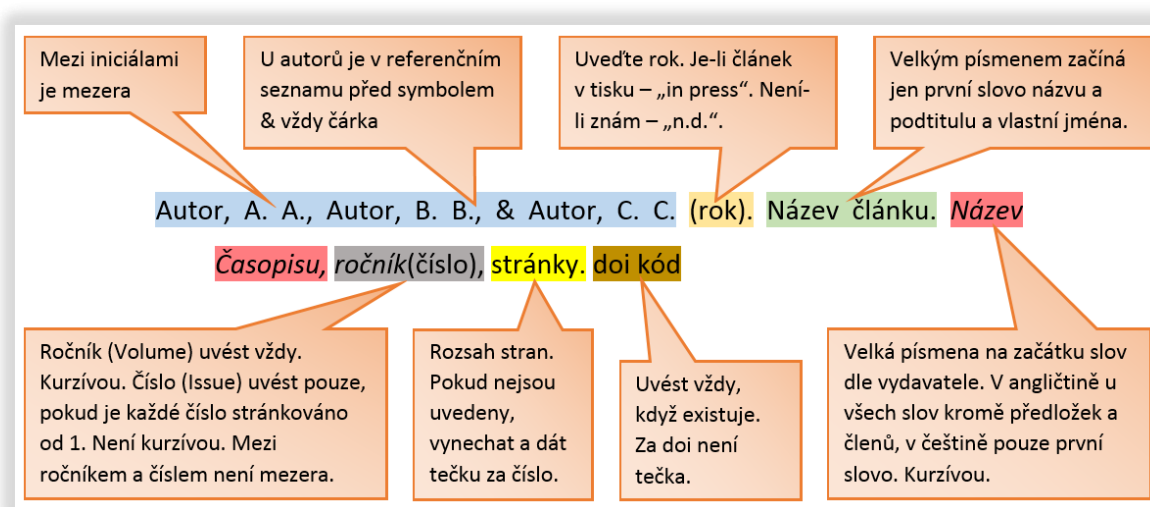 Mezi iniciálami
je mezera
U autorů je v referenčním
seznamu před symbolem
& vždy čárka
Uveďte rok. Je-li článek
v tisku – „in press“. Není-
li znám – „n.d.“.
Velkým písmenem začíná
jen první slovo názvu a
podtitulu a vlastní jména.
Autor, A. A., Autor, B. B., & Autor, C. C. (rok). Název článku. Název
Časopisu, ročník(číslo), stránky. doi kód
Ročník (Volume) uvést vždy.
Kurzívou. Číslo (Issue) uvést pouze,
pokud je každé číslo stránkováno
od 1. Není kurzívou. Mezi
ročníkem a číslem není mezera.
Rozsah stran.
Pokud nejsou
uvedeny,
vynechat a dát
tečku za číslo.
Uvést vždy,
když existuje.
Za doi není
tečka.
Velká písmena na začátku slov
dle vydavatele. V angličtině u
všech slov kromě předložek a
členů, v češtině pouze první
slovo. Kurzívou.